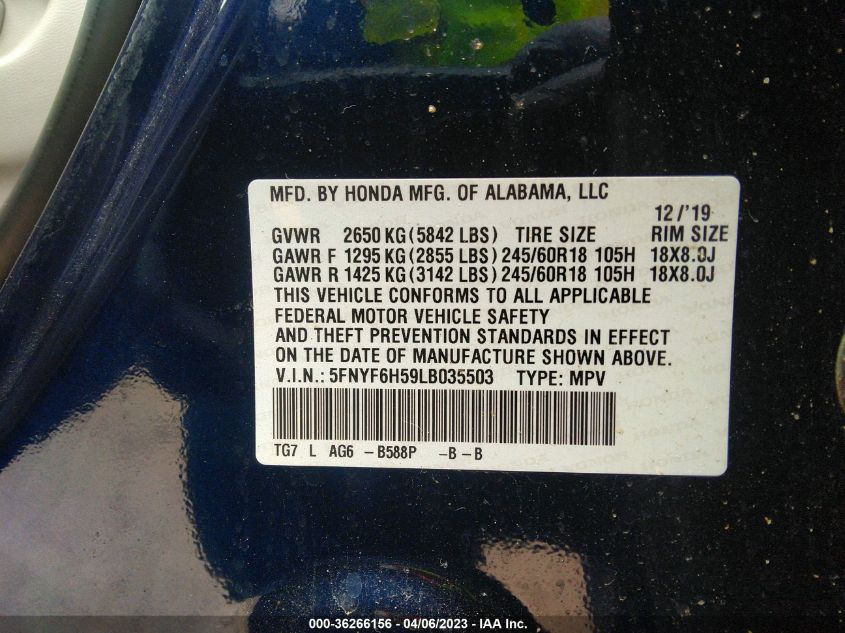 MFD. BY HONDA MFG. OF ALABAMA, LLC
12/'19
GVWR 2650 KG (5842 LBS) TIRE SIZE RIM SIZE
GAWR F 1295 KG (2855 LBS) 245/60R18 105H 18X8.0J
GAWR R 1425 KG (3142 LBS) 245/60R18 105H 18X8.0J
THIS VEHICLE CONFORMS TO ALL APPLICABLE
FEDERAL MOTOR VEHICLE SAFETY
AND THEFT PREVENTION STANDARDS IN EFFECT
ON THE DATE OF MANUFACTURE SHOWN ABOVE.
V.I.N.: 5FNYF6H59LB035503 TYPE: MPV
TG7 L AG6 -B588P -B-B
000-36266156 - 04/06/2023 - IAA Inc.